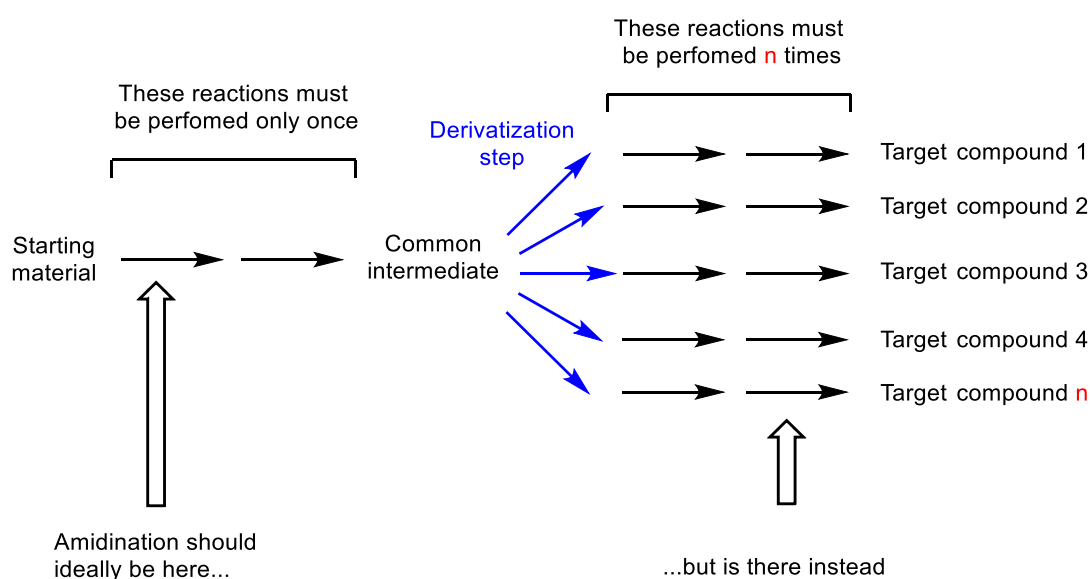 These reactions must
be perfomed n times
These reactions must
be perfomed only once
Derivatization
step
Target compound 1
Target compound 2
Starting
material
Common
intermediate
Target compound 3
Target compound 4
Target compound n
Amidination should
ideally be here...
...but is there instead